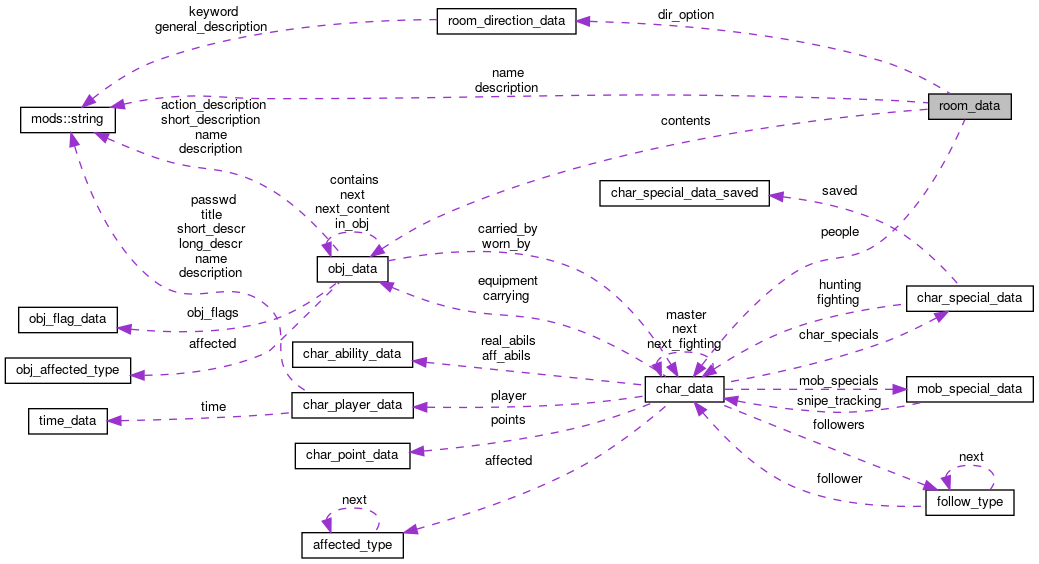 keyword
general_description
room_direction_data
dir_option
name
description
room_data
mods::string
action_description
short_description
name
description
contents
char_special_data_saved
saved
people
contains
next
next_content
in_obj
passwd
title
short_descr
long_descr
name
description
carried_by
worn_by
obj_data
equipment
carrying
hunting
fighting
char_special_data
obj_flag_data
obj_flags
master
next
next_fighting
char_specials
affected
char_ability_data
real_abils
aff_abils
obj_affected_type
char_data
mob_specials
mob_special_data
snipe_tracking
time_data
time
char_player_data
player
points
followers
char_point_data
affected
next
follower
follow_type
next
affected_type